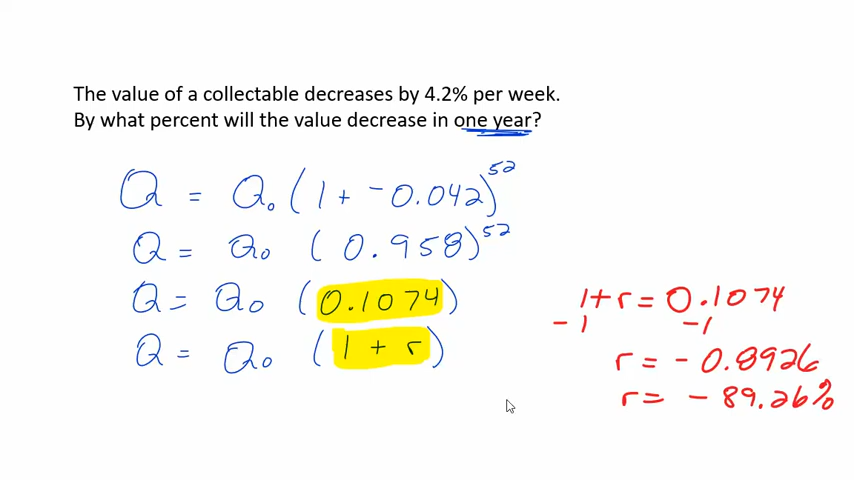 The value of a collectable decreases by 4.2% per week.
By what percent will the value decrease in one year?
Q = Q₀ (1 + -0.042)⁵²
Q = Q₀ (0.958)⁵²
Q = Q₀ (0.1074)
Q = Q₀ (1 + r)
1+r = 0.1074
-1 -1
r = -0.8926
r = -89.26%